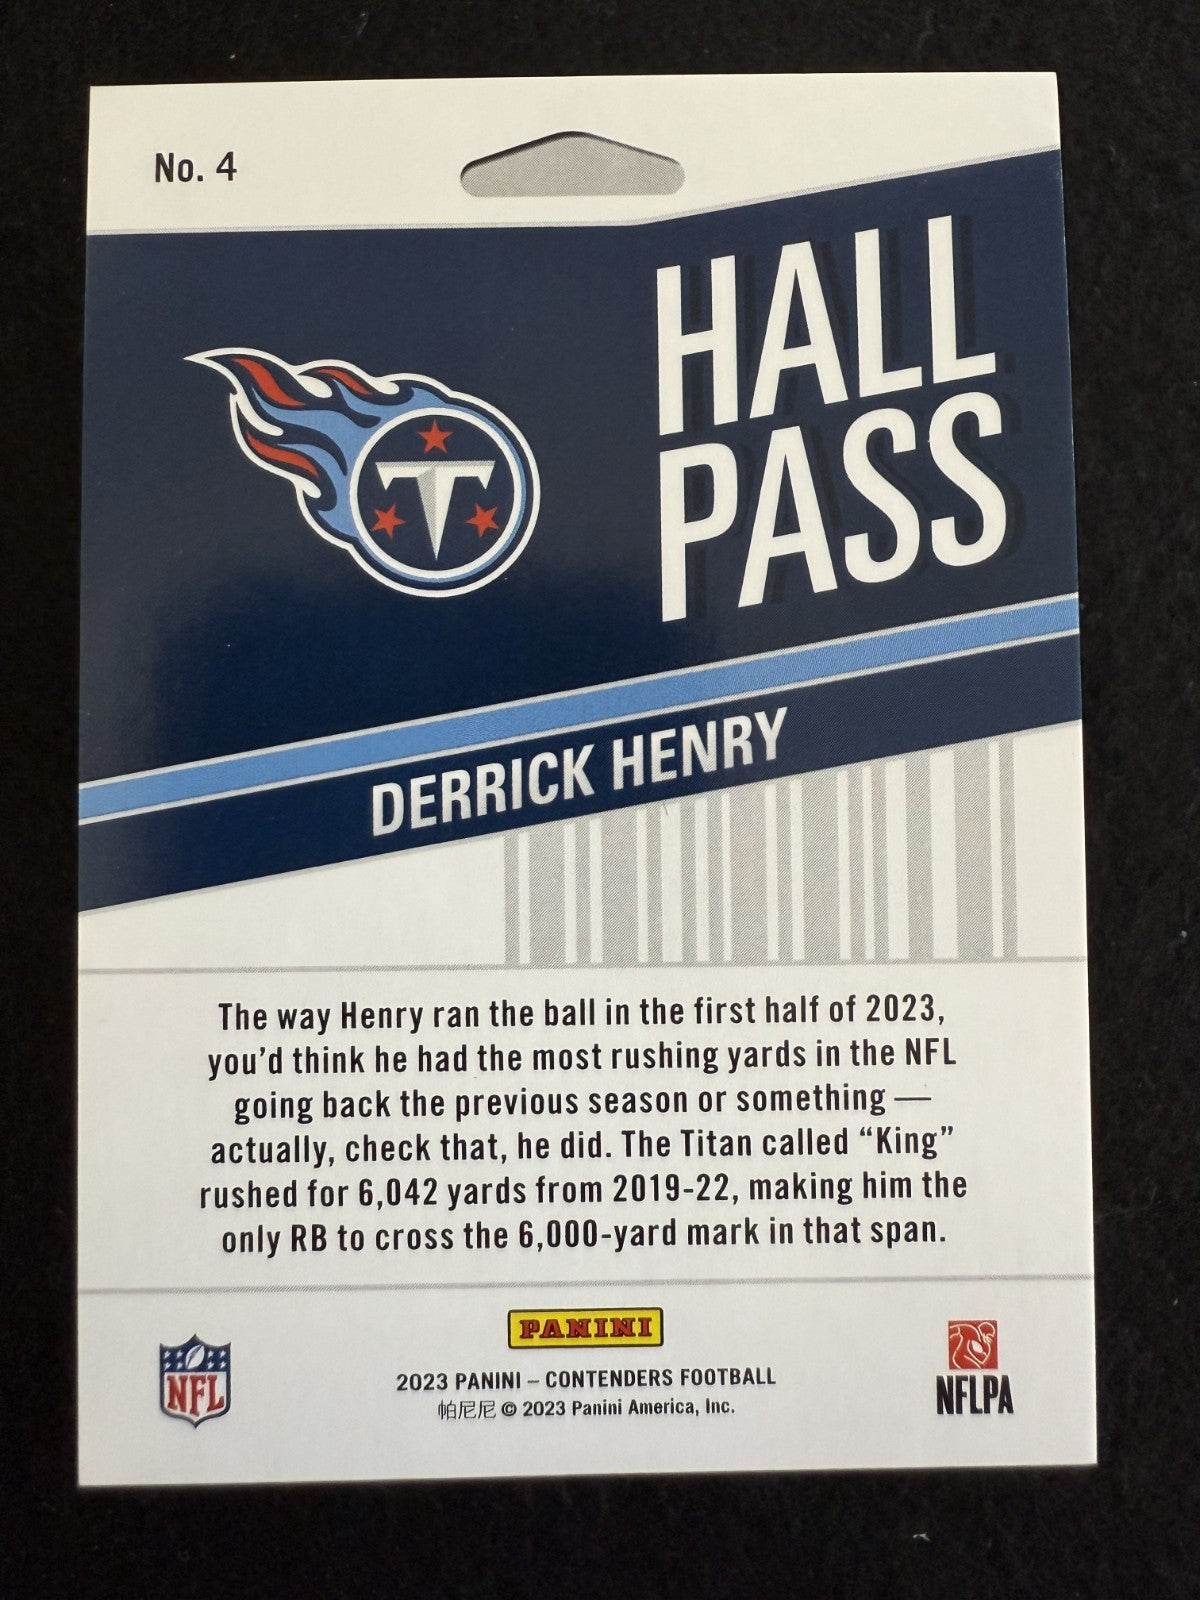 No. 4
HALL
PASS
T
DERRICK HENRY
The way Henry ran the ball in the first half of 2023,
you'd think he had the most rushing yards in the NFL
going back the previous season or something —
actually, check that, he did. The Titan called “King”
rushed for 6,042 yards from 2019-22, making him the
only RB to cross the 6,000-yard mark in that span.
PANINI
NFL
2023 PANINI – CONTENDERS FOOTBALL
帕尼尼 © 2023 Panini America, Inc.
NFLPA